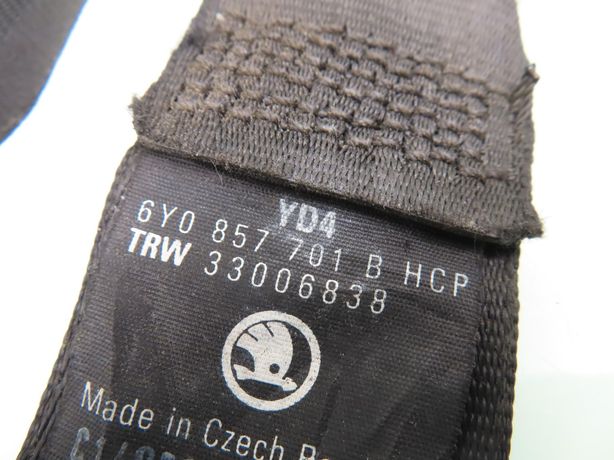 YD4
6Y0 857 701 B HCP
TRW 33006838
Made in Czech